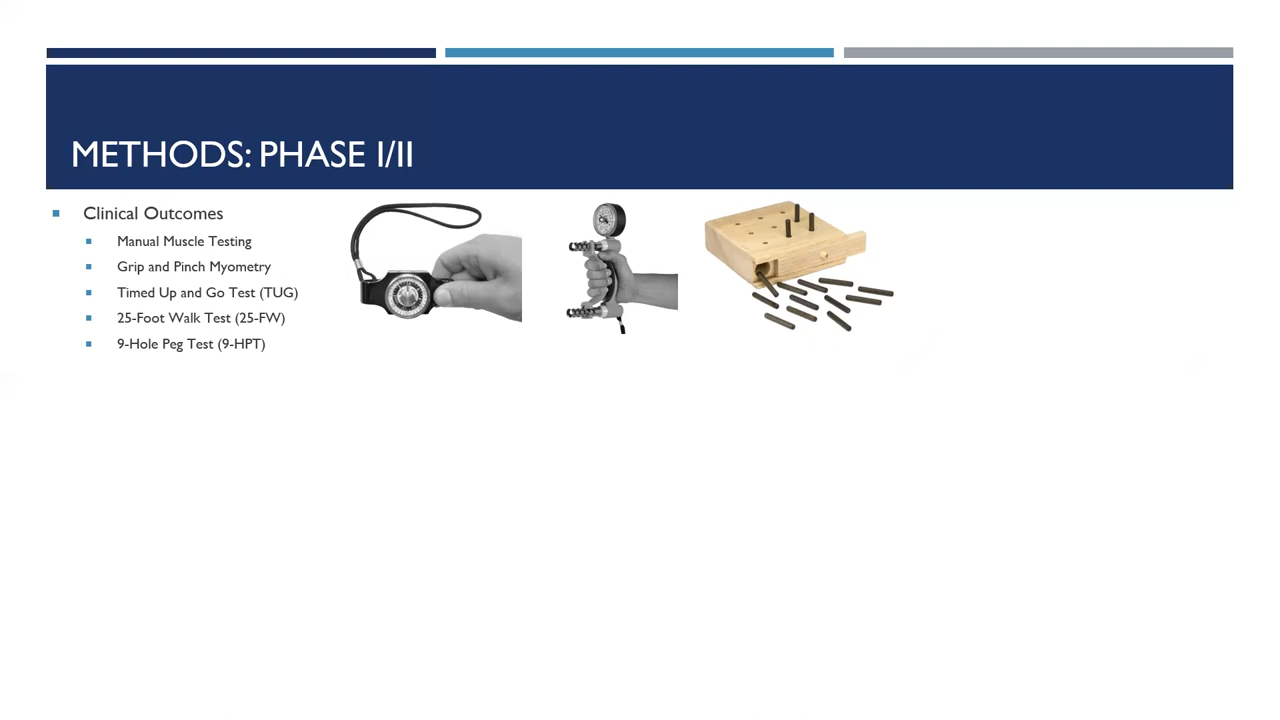 METHODS: PHASE I/II
Clinical Outcomes
Manual Muscle Testing
Grip and Pinch Myometry
Timed Up and Go Test (TUG)
25-Foot Walk Test (25-FW)
9-Hole Peg Test (9-HPT)